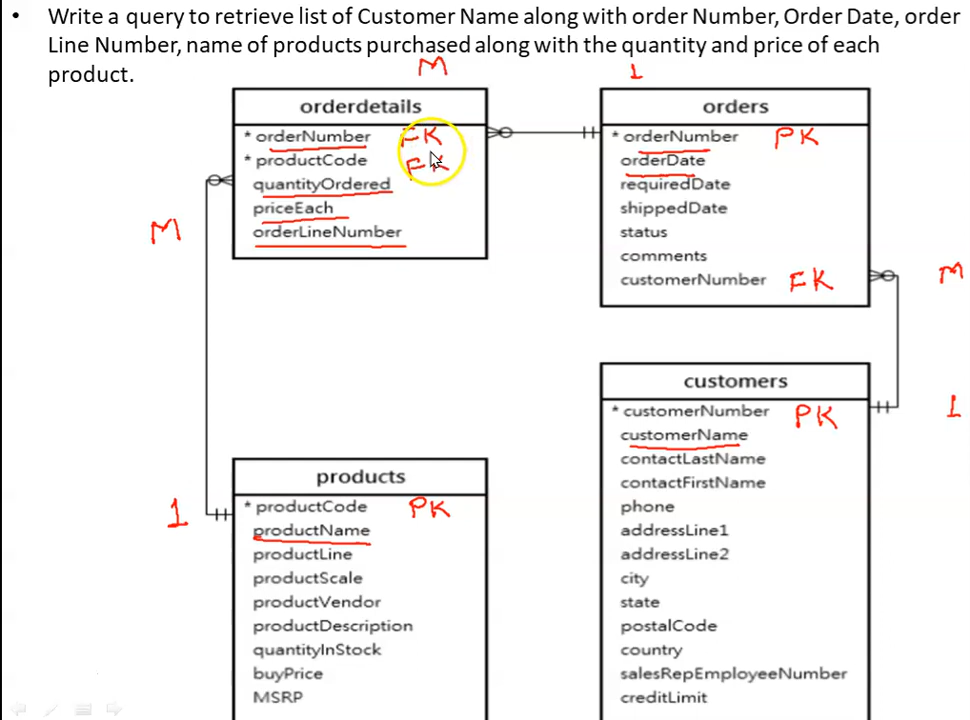 • Write a query to retrieve list of Customer Name along with order Number, Order Date, order
Line Number, name of products purchased along with the quantity and price of each
product.
M
1
orderdetails
* orderNumber FK
* productCode FK
quantityOrdered
priceEach
orderLineNumber
M
orders
* orderNumber PK
orderDate
requiredDate
shippedDate
status
comments
customerNumber FK
M
customers
* customerNumber PK
1
customerName
contactLastName
contactFirstName
phone
addressLine1
addressLine2
city
state
postalCode
country
salesRepEmployeeNumber
creditLimit
products
1
* productCode PK
productName
productLine
productScale
productVendor
productDescription
quantityInStock
buyPrice
MSRP